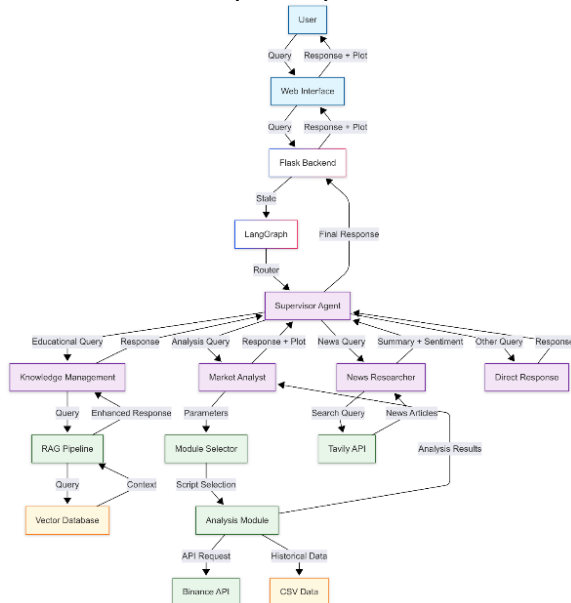 User
Query
Response + Plot
Web Interface
Query
Response + Plot
Flask Backend
State
LangGraph
Final Response
Router
Supervisor Agent
Educational Query
Response
Analysis Query
Response + Plot
News Query
Summary + Sentiment
Other Query
Response
Knowledge Management
Market Analyst
News Researcher
Direct Response
Query
Enhanced Response
Parameters
Search Query
News Articles
RAG Pipeline
Module Selector
Tavily API
Analysis Results
Query
Context
Script Selection
Vector Database
Analysis Module
API Request
Historical Data
Binance API
CSV Data